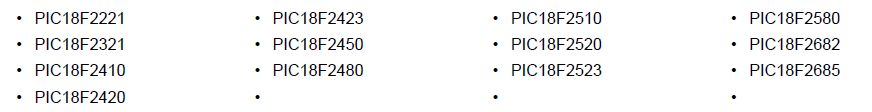 • PIC18F2221 • PIC18F2423 • PIC18F2510 • PIC18F2580
• PIC18F2321 • PIC18F2450 • PIC18F2520 • PIC18F2682
• PIC18F2410 • PIC18F2480 • PIC18F2523 • PIC18F2685
• PIC18F2420 • • •